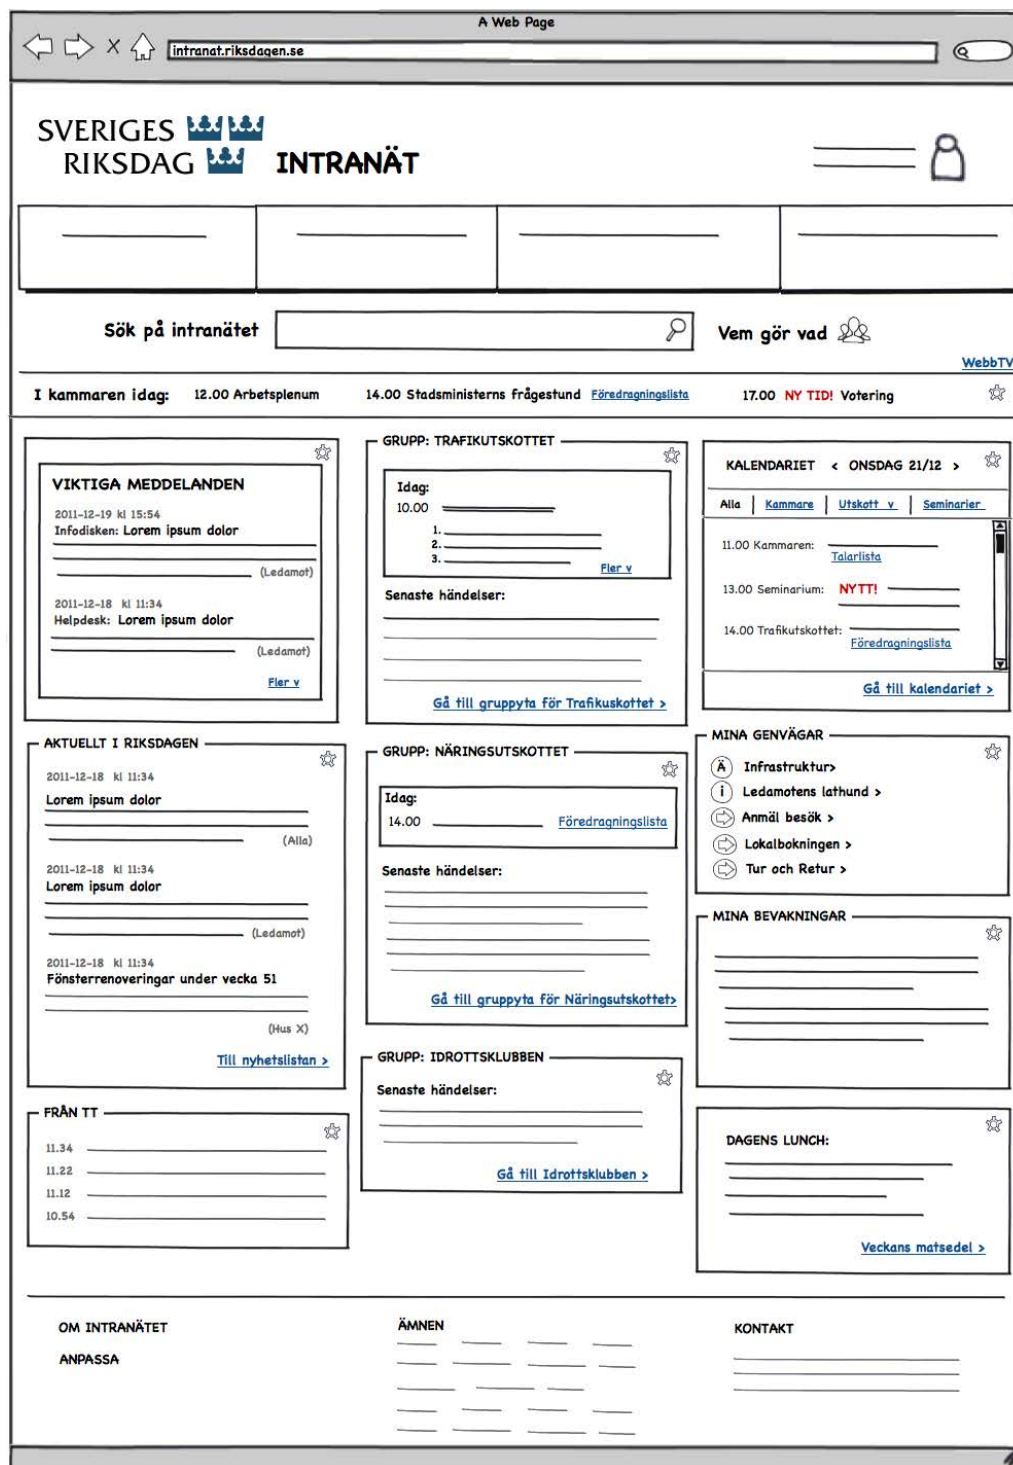 A Web Page
intranat.riksdagen.se
SVERIGES
RIKSDAG
INTRANÄT
Sök på intranätet
Vem gör vad
WebbTV
I kammaren idag: 12.00 Arbetsplenum 14.00 Stadsministerns frågestund Föredragningslista 17.00 NY TID! Votering
VIKTIGA MEDDELANDEN
2011-12-19 kl 15:54
Infodisken: Lorem ipsum dolor
(Ledamot)
2011-12-18 kl 11:34
Helpdesk: Lorem ipsum dolor
(Ledamot)
Fler v
AKTUELLT I RIKSDAGEN
2011-12-18 kl 11:34
Lorem ipsum dolor
(Alla)
2011-12-18 kl 11:34
Lorem ipsum dolor
(Ledamot)
2011-12-18 kl 11:34
Fönsterrenoveringar under vecka 51
(Hus X)
Till nyhetslistan >
FRÅN TT
11.34
11.22
11.12
10.54
GRUPP: TRAFIKUTSKOTTET
Idag:
10.00
1.
2.
3.
Fler v
Senaste händelser:
Gå till gruppyta för Trafikuskottet >
GRUPP: NÄRINGSUTSKOTTET
Idag:
14.00 Föredragningslista
Senaste händelser:
Gå till gruppyta för Näringsutskottet>
GRUPP: IDROTTSKLUBBEN
Senaste händelser:
Gå till Idrottsklubben >
KALENDARIET < ONSDAG 21/12 >
Alla | Kammare | Utskott v | Seminarier
11.00 Kammaren:
Talarlista
13.00 Seminarium: NYTT!
14.00 Trafikutskottet:
Föredragningslista
Gå till kalendariet >
MINA GENVÄGAR
Ä Infrastruktur>
i Ledamotens lathund >
Anmäl besök >
Lokalbokningen >
Tur och Retur >
MINA BEVAKNINGAR
DAGENS LUNCH:
Veckans matsedel >
OM INTRANÄTET
ANPASSA
ÄMNEN
KONTAKT